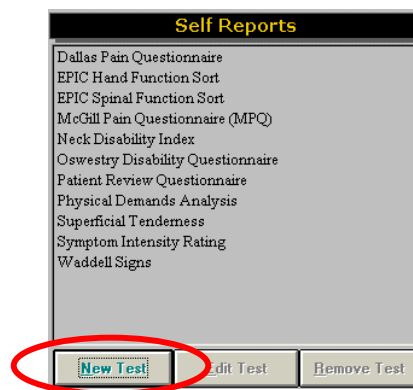 Self Reports
Dallas Pain Questionnaire
EPIC Hand Function Sort
EPIC Spinal Function Sort
McGill Pain Questionnaire (MPQ)
Neck Disability Index
Oswestry Disability Questionnaire
Patient Review Questionnaire
Physical Demands Analysis
Superficial Tenderness
Symptom Intensity Rating
Waddell Signs
New Test Edit Test Remove Test